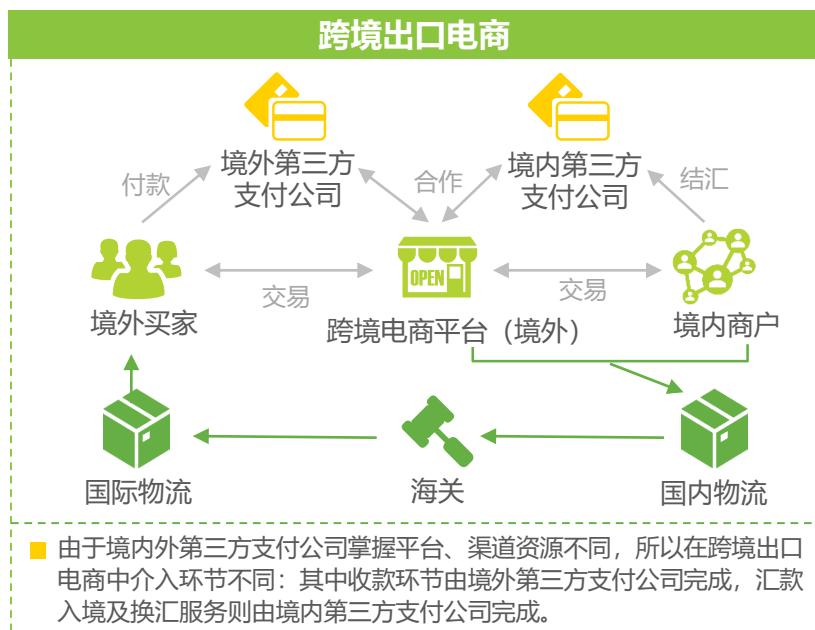 跨境出口电商
境外第三方
支付公司
境内第三方
支付公司
付款
合作
结汇
OPEN
交易
交易
境外买家
跨境电商平台（境外）
境内商户
国际物流
海关
国内物流
由于境内外第三方支付公司掌握平台、渠道资源不同，所以在跨境出口
电商中介入环节不同：其中收款环节由境外第三方支付公司完成，汇款
入境及换汇服务则由境内第三方支付公司完成。